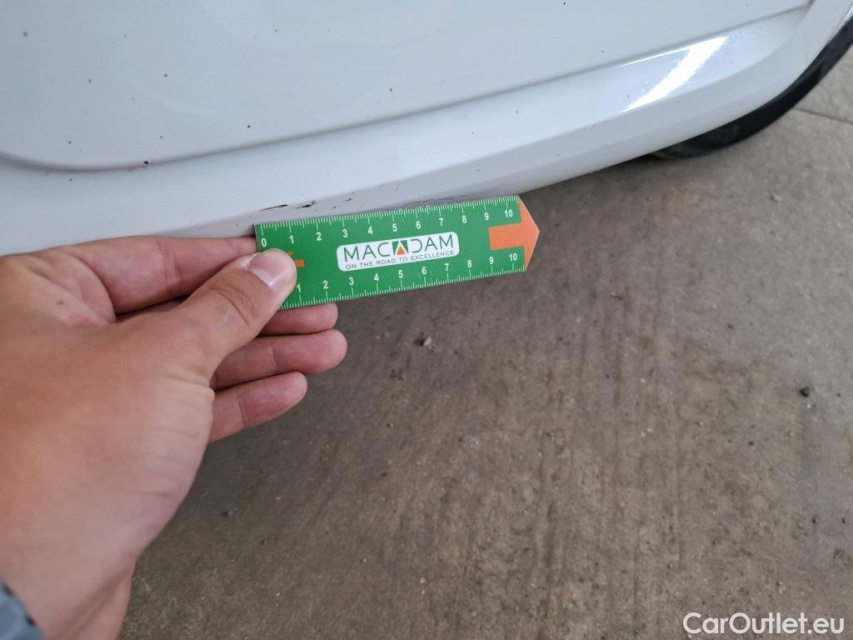 0 1 2 3 4 5 6 7 8 9 10
MACADAM
ON THE ROAD TO EXCELLENCE
1 2 3 4 5 6 7 8 9 10
CarOutlet.eu